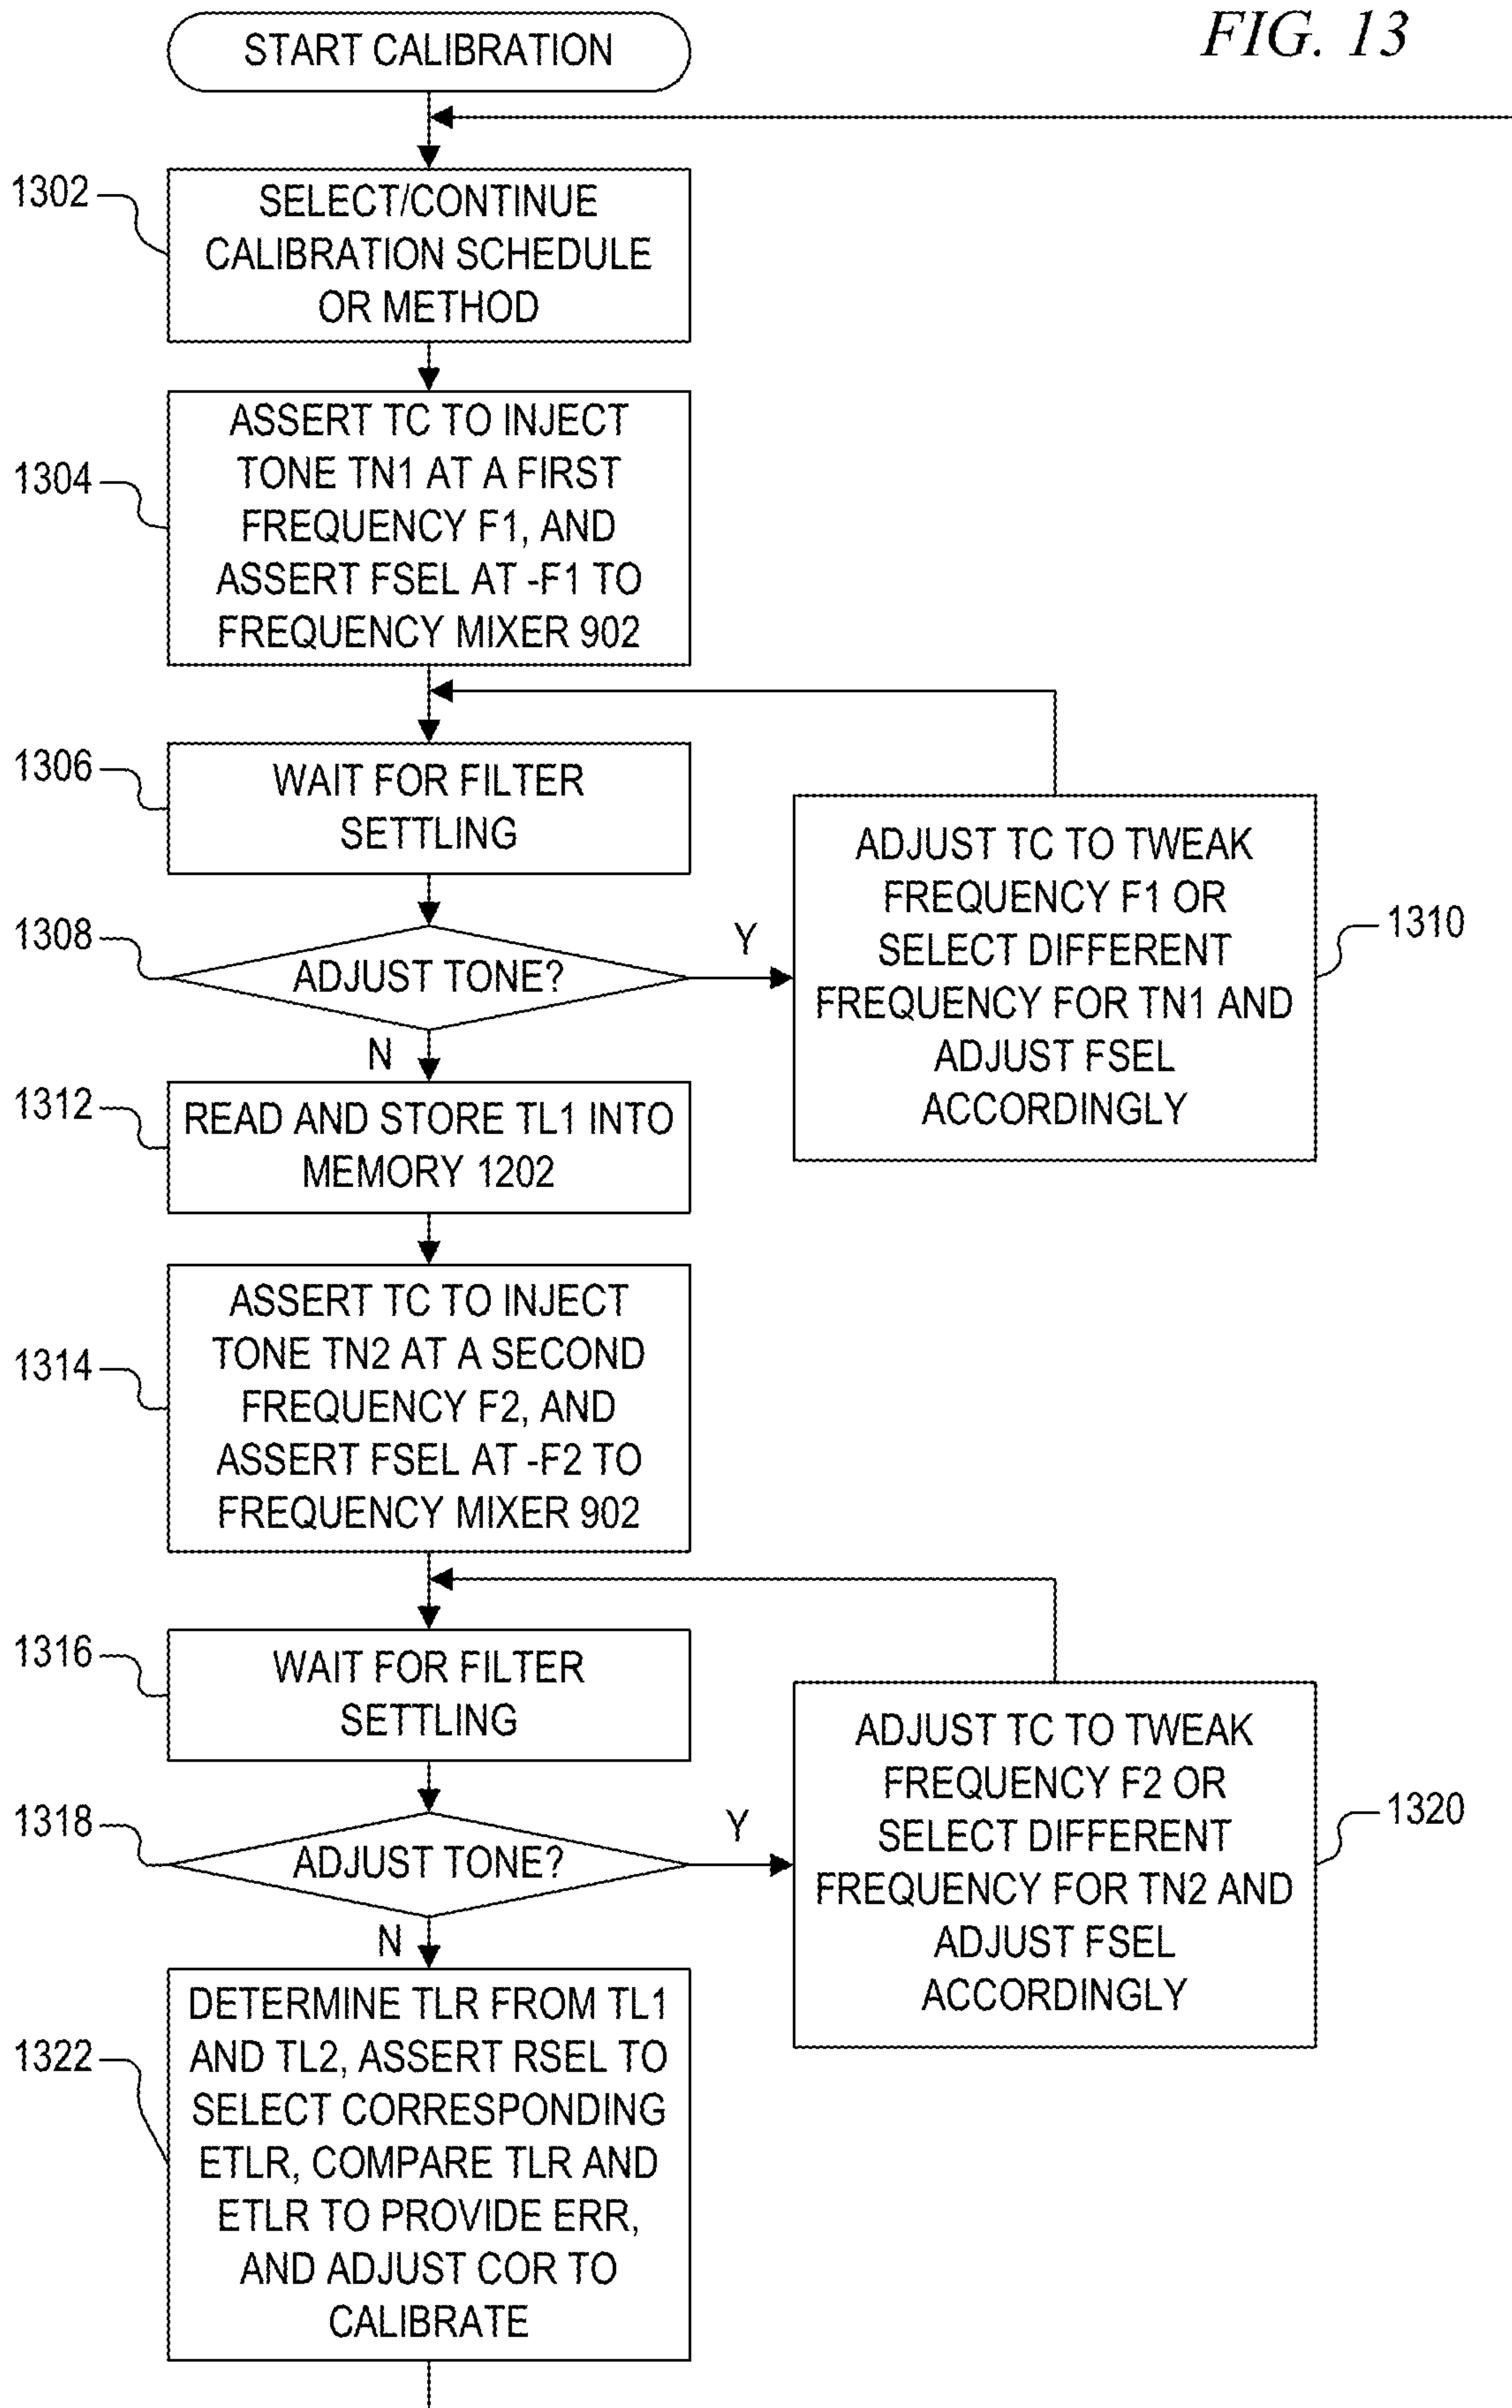 FIG. 13
START CALIBRATION
1302
SELECT/CONTINUE
CALIBRATION SCHEDULE
OR METHOD
1304
ASSERT TC TO INJECT
TONE TN1 AT A FIRST
FREQUENCY F1, AND
ASSERT FSEL AT -F1 TO
FREQUENCY MIXER 902
1306
WAIT FOR FILTER
SETTLING
1308
ADJUST TONE?
Y
N
1310
ADJUST TC TO TWEAK
FREQUENCY F1 OR
SELECT DIFFERENT
FREQUENCY FOR TN1 AND
ADJUST FSEL
ACCORDINGLY
1312
READ AND STORE TL1 INTO
MEMORY 1202
1314
ASSERT TC TO INJECT
TONE TN2 AT A SECOND
FREQUENCY F2, AND
ASSERT FSEL AT -F2 TO
FREQUENCY MIXER 902
1316
WAIT FOR FILTER
SETTLING
1318
ADJUST TONE?
Y
N
1320
ADJUST TC TO TWEAK
FREQUENCY F2 OR
SELECT DIFFERENT
FREQUENCY FOR TN2 AND
ADJUST FSEL
ACCORDINGLY
1322
DETERMINE TLR FROM TL1
AND TL2, ASSERT RSEL TO
SELECT CORRESPONDING
ETLR, COMPARE TLR AND
ETLR TO PROVIDE ERR,
AND ADJUST COR TO
CALIBRATE